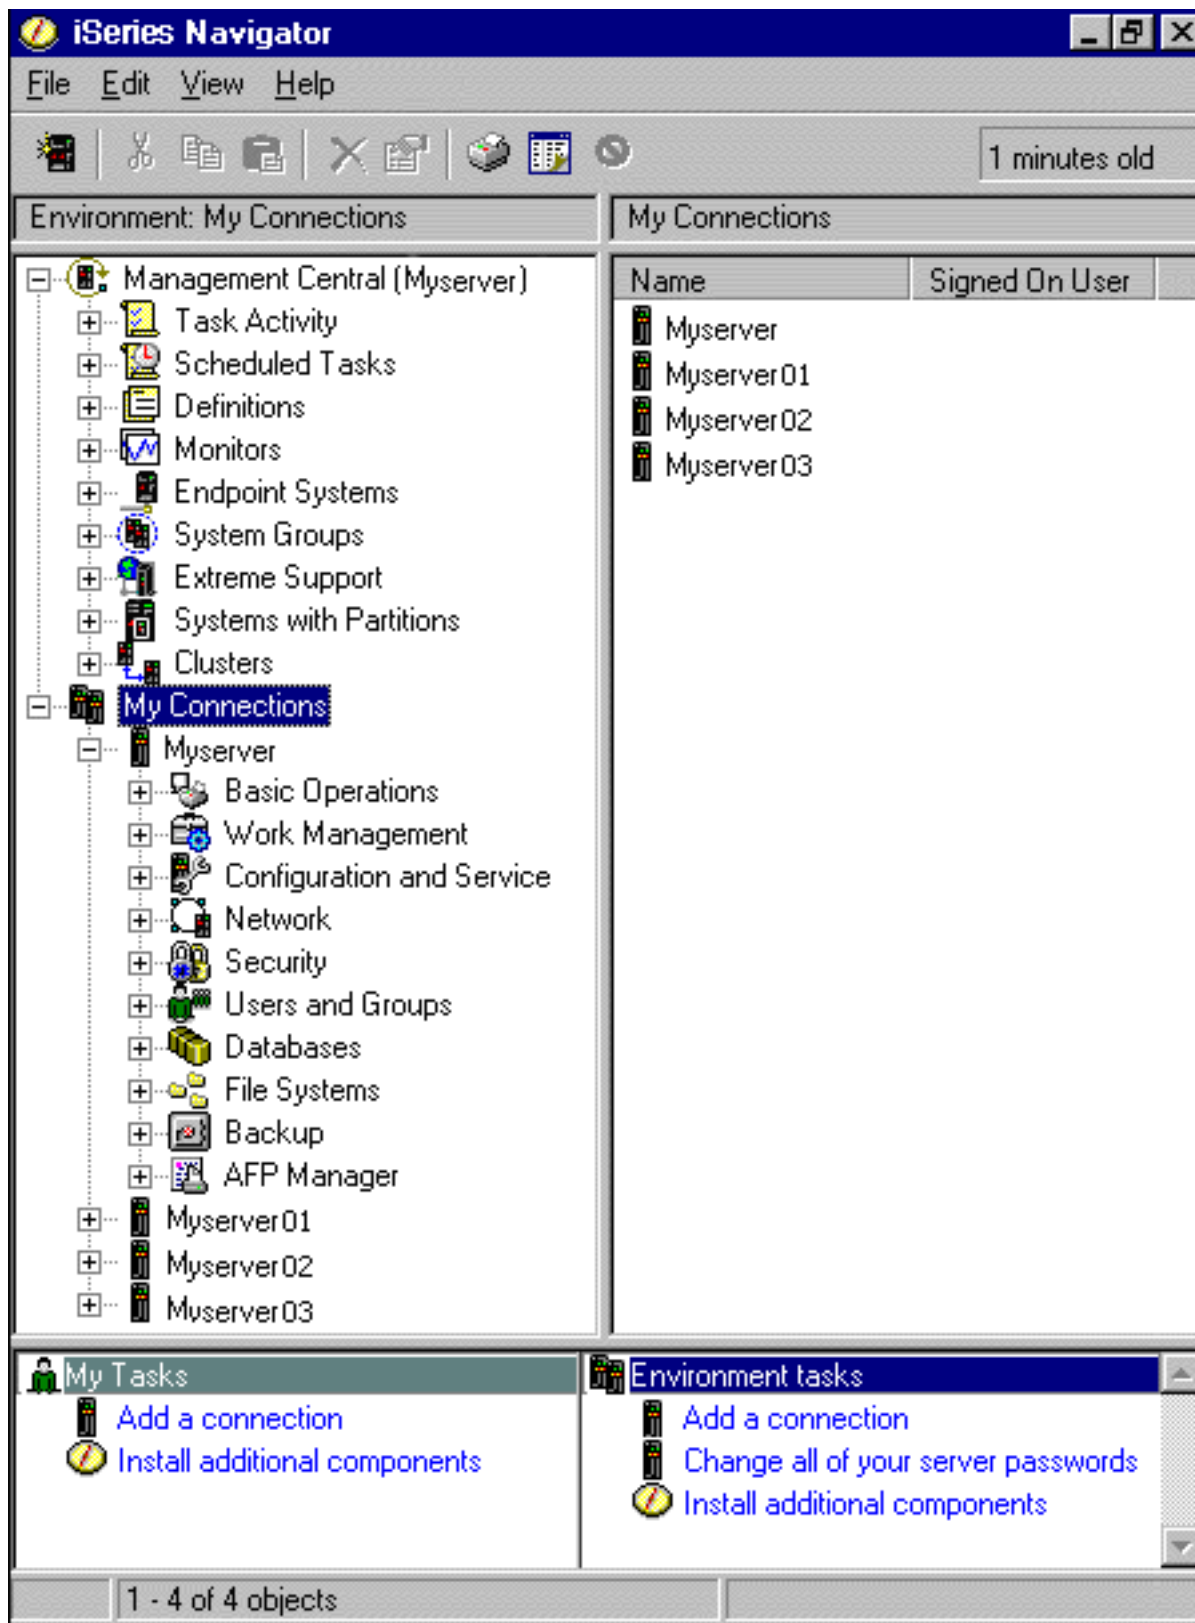 iSeries Navigator
File Edit View Help
1 minutes old
Environment: My Connections
My Connections
Management Central (Myserver)
Task Activity
Scheduled Tasks
Definitions
Monitors
Endpoint Systems
System Groups
Extreme Support
Systems with Partitions
Clusters
My Connections
Myserver
Basic Operations
Work Management
Configuration and Service
Network
Security
Users and Groups
Databases
File Systems
Backup
AFP Manager
Myserver01
Myserver02
Myserver03
Name Signed On User
Myserver
Myserver01
Myserver02
Myserver03
My Tasks
Add a connection
Install additional components
Environment tasks
Add a connection
Change all of your server passwords
Install additional components
1 - 4 of 4 objects